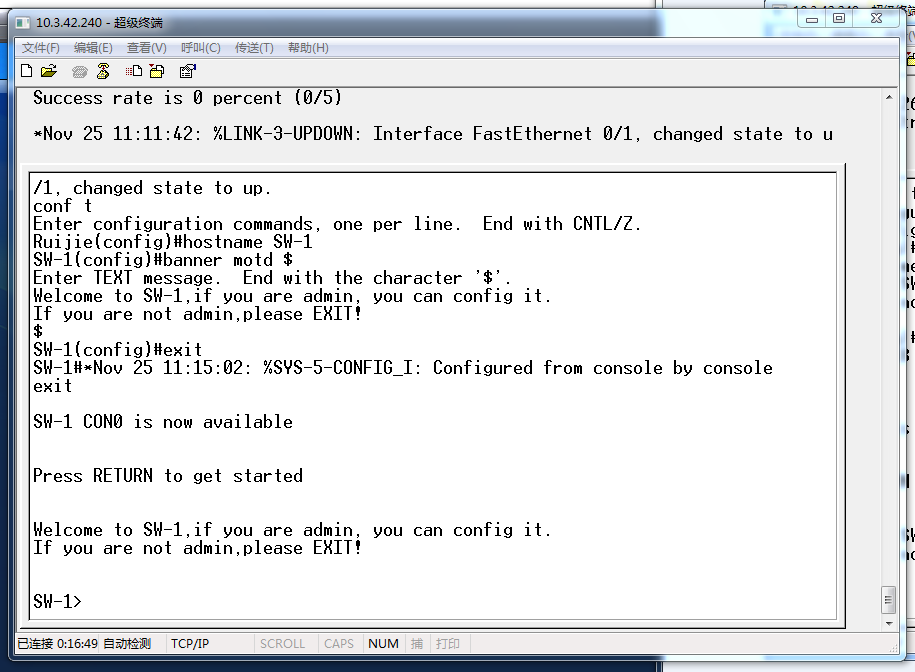 10.3.42.240 - 超级终端
文件(F) 编辑(E) 查看(V) 呼叫(C) 传送(T) 帮助(H)
Success rate is 0 percent (0/5)
*Nov 25 11:11:42: %LINK-3-UPDOWN: Interface FastEthernet 0/1, changed state to u
/1, changed state to up.
conf t
Enter configuration commands, one per line.  End with CNTL/Z.
Ruijie(config)#hostname SW-1
SW-1(config)#banner motd $
Enter TEXT message.  End with the character '$'.
Welcome to SW-1,if you are admin, you can config it.
If you are not admin,please EXIT!
$
SW-1(config)#exit
SW-1#*Nov 25 11:15:02: %SYS-5-CONFIG_I: Configured from console by console
exit
SW-1 CON0 is now available
Press RETURN to get started
Welcome to SW-1,if you are admin, you can config it.
If you are not admin,please EXIT!
SW-1>
已连接 0:16:49 自动检测 TCP/IP SCROLL CAPS NUM 捕 打印